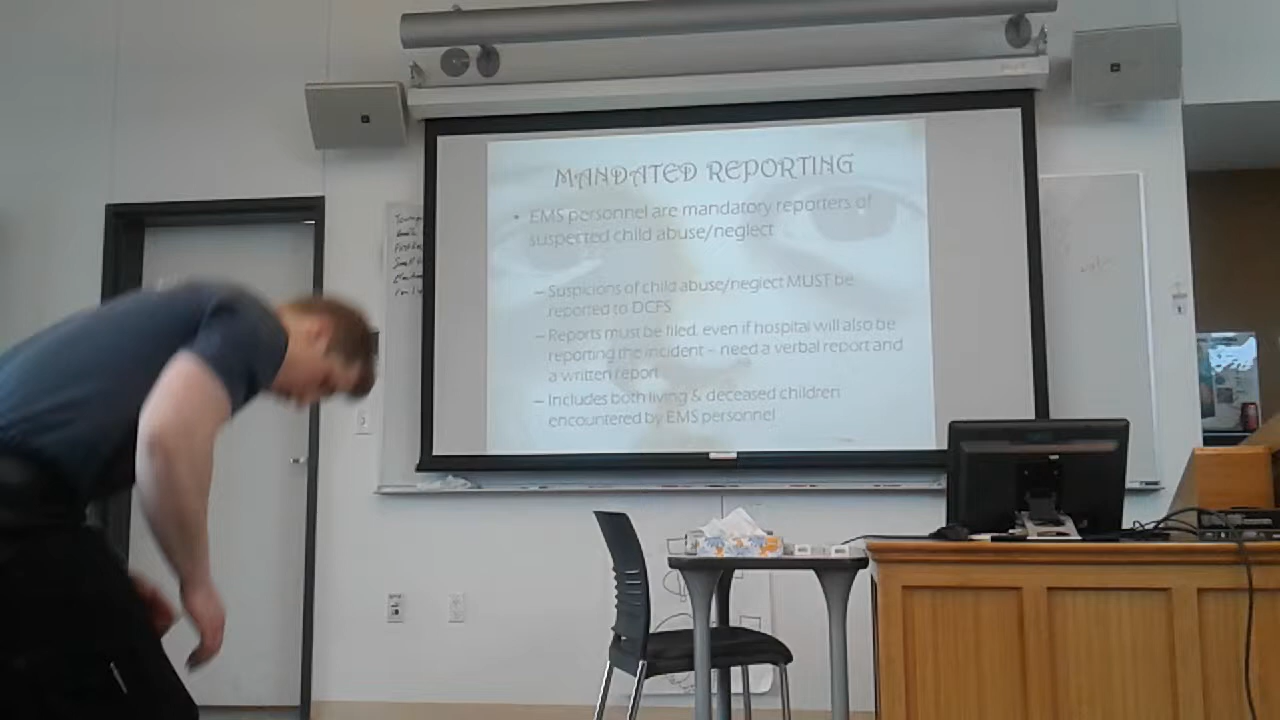 MANDATED REPORTING
• EMS personnel are mandatory reporters of
suspected child abuse/neglect
– Suspicions of child abuse/neglect MUST be
reported to DCFS
– Reports must be filed, even if hospital will also be
reporting the incident – need a verbal report and
a written report
– Includes both living & deceased children
encountered by EMS personnel